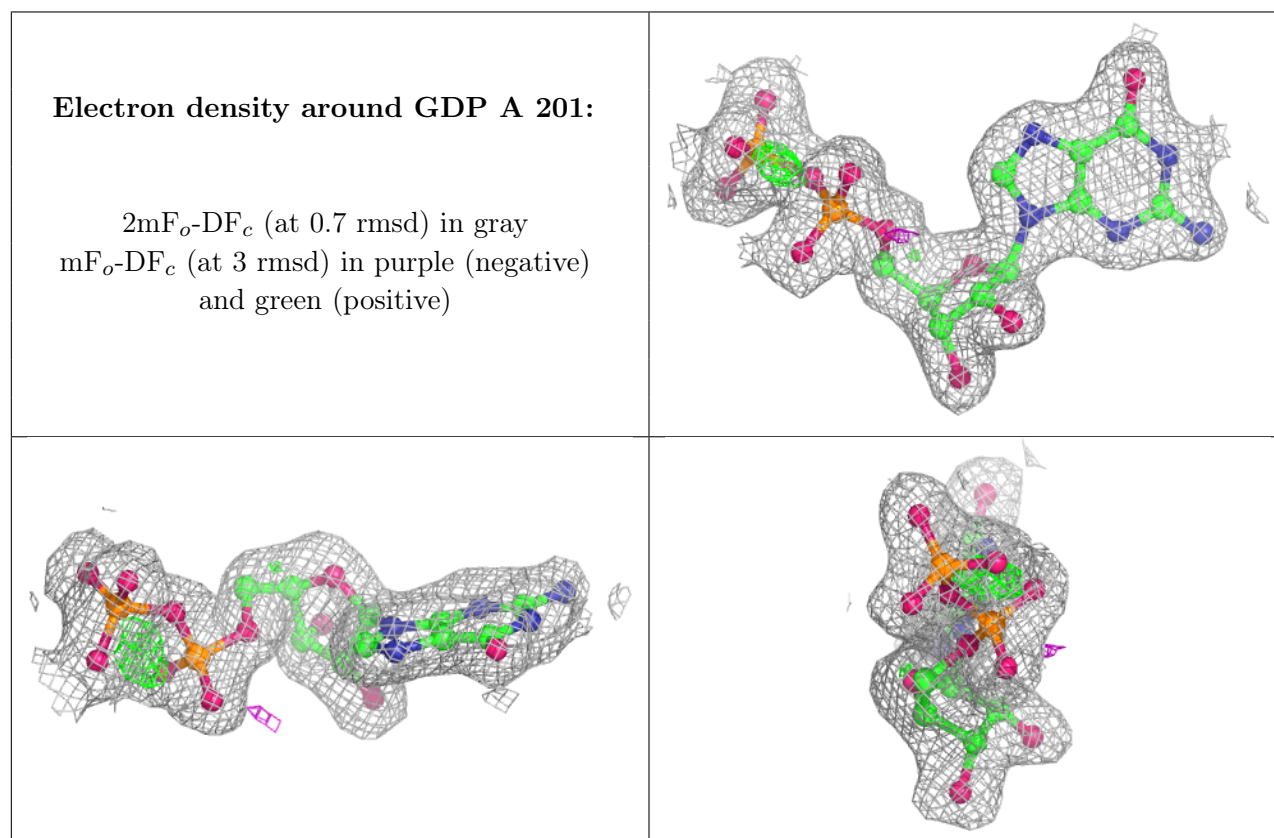 Electron density around GDP A 201:
2mFo-DFc (at 0.7 rmsd) in gray
mFo-DFc (at 3 rmsd) in purple (negative)
and green (positive)